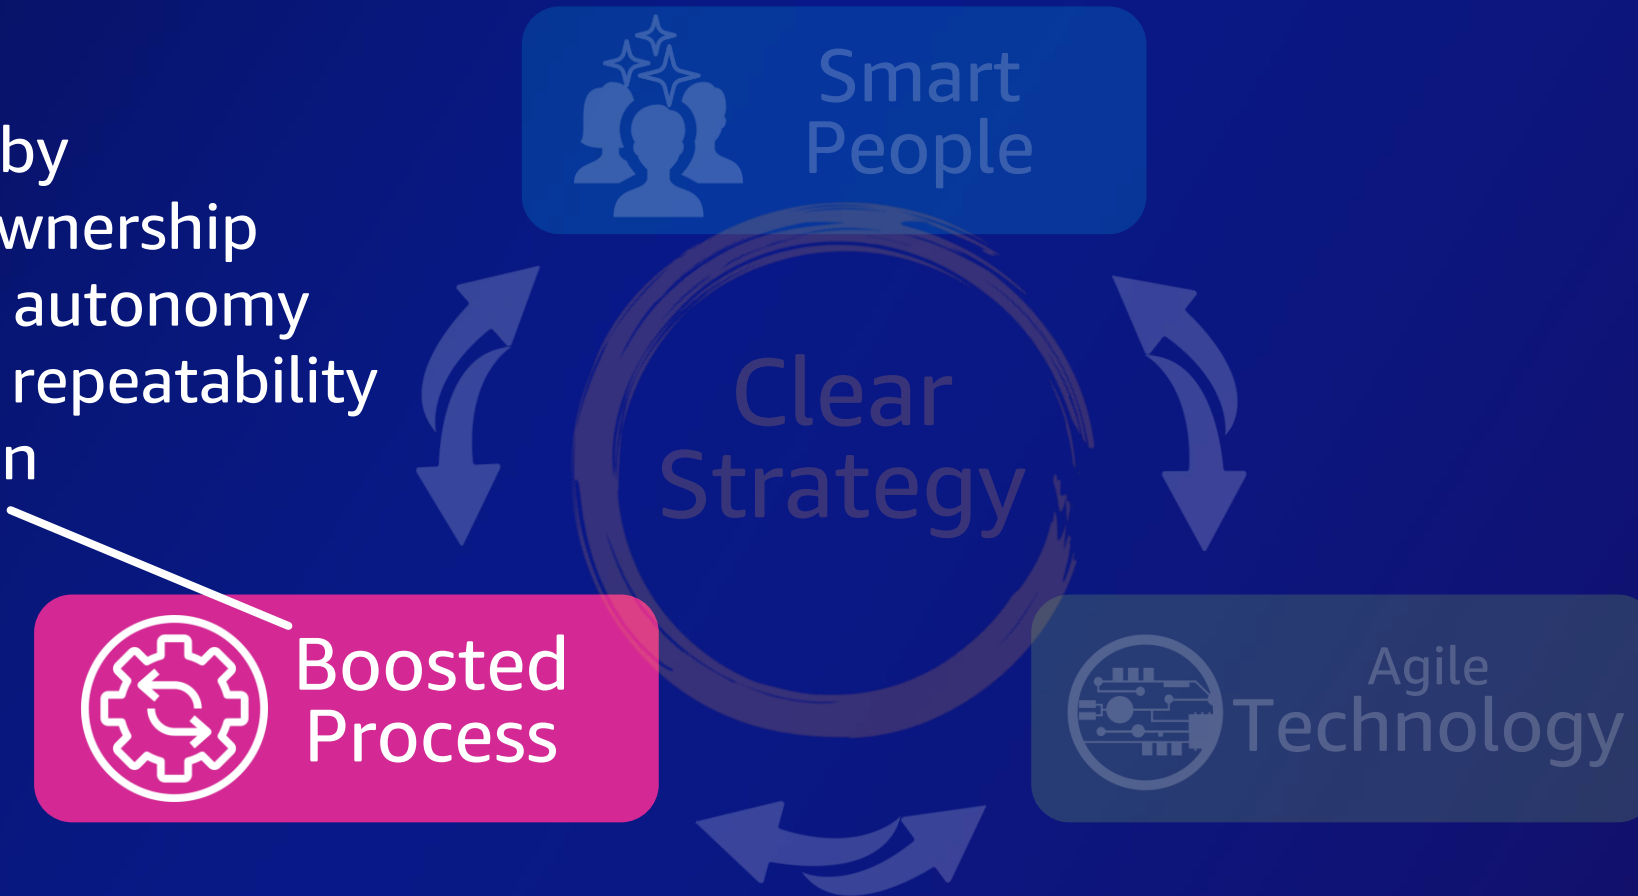 Smart
People
by
wnership
autonomy
repeatability
n
Clear
Strategy
Boosted
Process
Agile
Technology